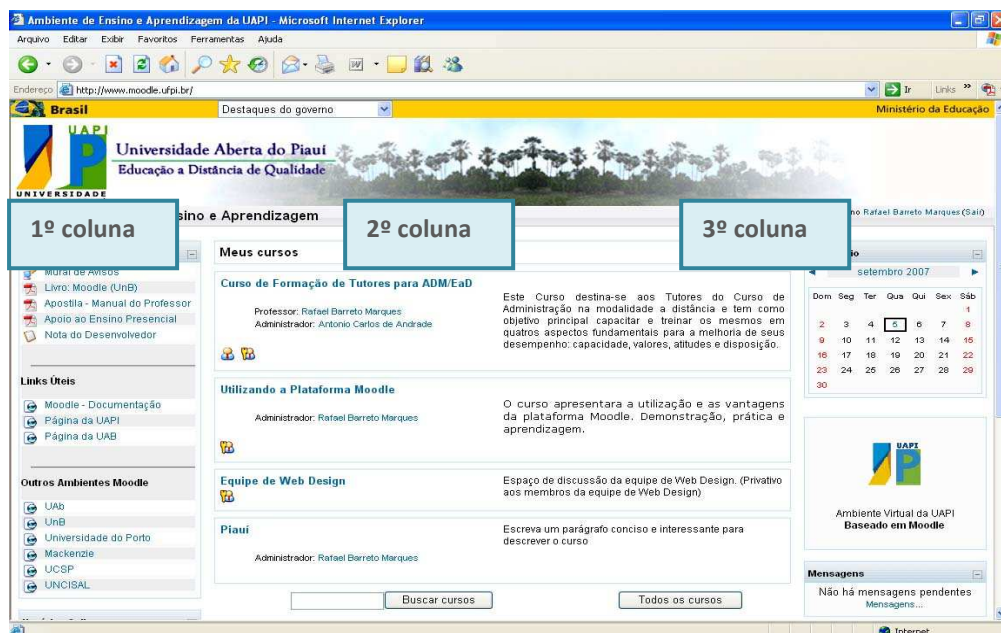 Ambiente de Ensino e Aprendizagem da UAPI - Microsoft Internet Explorer
Arquivo Editar Exibir Favoritos Ferramentas Ajuda
Endereço http://www.moodle.ufpi.br/ Ir Links »
Brasil Destaques do governo Ministério da Educação
UAPI
Universidade Aberta do Piauí
Educação a Distância de Qualidade
UNIVERSIDADE
sino e Aprendizagem
no Rafael Barreto Marques (Sair)
1º coluna
2º coluna
3º coluna
Mural de Avisos
Livro: Moodle (UnB)
Apostila - Manual do Professor
Apoio ao Ensino Presencial
Nota do Desenvolvedor
Links Úteis
Moodle - Documentação
Página da UAPI
Página da UAB
Outros Ambientes Moodle
UAb
UnB
Universidade do Porto
Mackenzie
UCSP
UNCISAL
Meus cursos
Curso de Formação de Tutores para ADM/EaD
Professor: Rafael Barreto Marques
Administrador: Antonio Carlos de Andrade
Este Curso destina-se aos Tutores do Curso de
Administração na modalidade a distância e tem como
objetivo principal capacitar e treinar os mesmos em
quatros aspectos fundamentais para a melhoria de seus
desempenho: capacidade, valores, atitudes e disposição.
Utilizando a Plataforma Moodle
Administrador: Rafael Barreto Marques
O curso apresentara a utilização e as vantagens
da plataforma Moodle. Demonstração, prática e
aprendizagem.
Equipe de Web Design
Espaço de discussão da equipe de Web Design. (Privativo
aos membros da equipe de Web Design)
Piauí
Administrador: Rafael Barreto Marques
Escreva um parágrafo conciso e interessante para
descrever o curso
Buscar cursos
Todos os cursos
io
setembro 2007
Dom Seg Ter Qua Qui Sex Sáb
1
2 3 4 5 6 7 8
9 10 11 12 13 14 15
16 17 18 19 20 21 22
23 24 25 26 27 28 29
30
UAPI
Ambiente Virtual da UAPI
Baseado em Moodle
Mensagens
Não há mensagens pendentes
Mensagens...
Internet